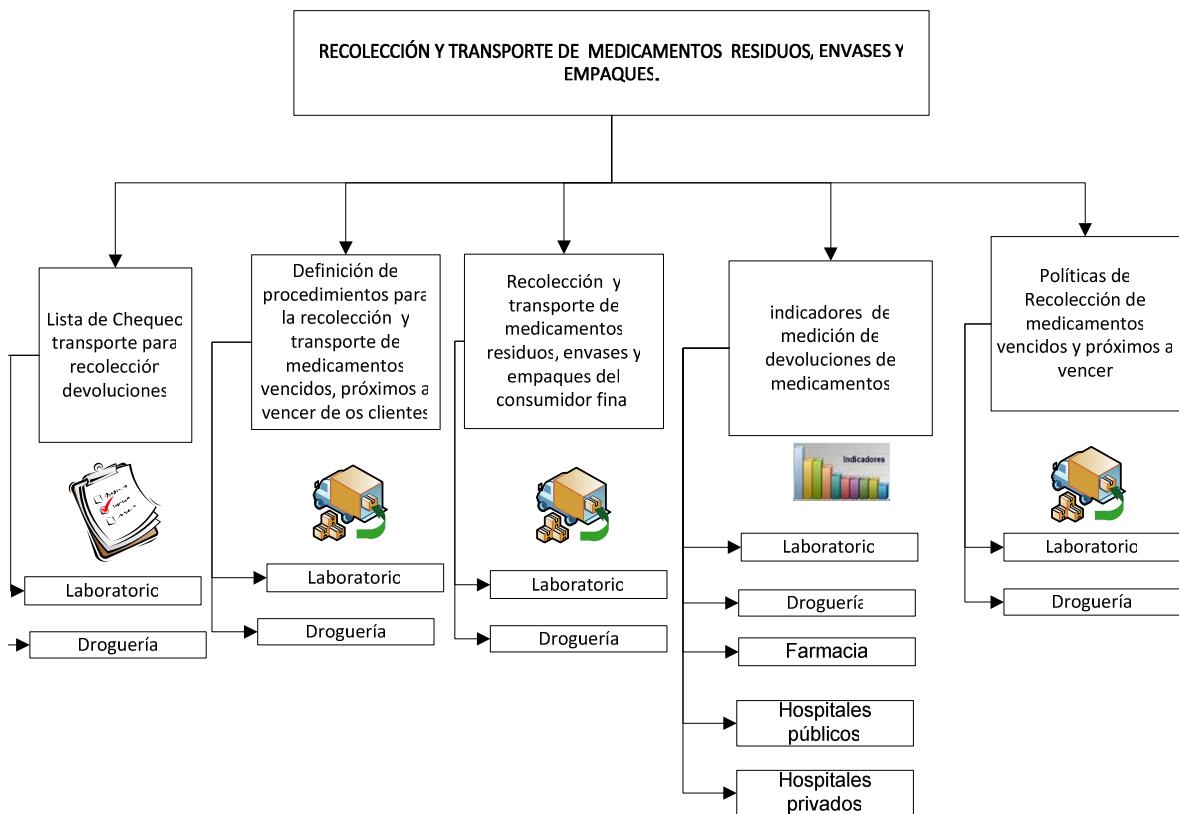 RECOLECCIÓN Y TRANSPORTE DE MEDICAMENTOS RESIDUOS, ENVASES Y
EMPAQUES.
Lista de Chequeo
transporte para
recolección
devoluciones
Laboratorio
Droguería
Definición de
procedimientos para
la recolección y
transporte de
medicamentos
vencidos, próximos a
vencer de os clientes
Laboratorio
Droguería
Recolección y
transporte de
medicamentos
residuos, envases y
empaques del
consumidor fina
Laboratorio
Droguería
indicadores de
medición de
devoluciones de
medicamentos
Indicadores
Laboratorio
Droguería
Farmacia
Hospitales
públicos
Hospitales
privados
Políticas de
Recolección de
medicamentos
vencidos y próximos a
vencer
Laboratorio
Droguería